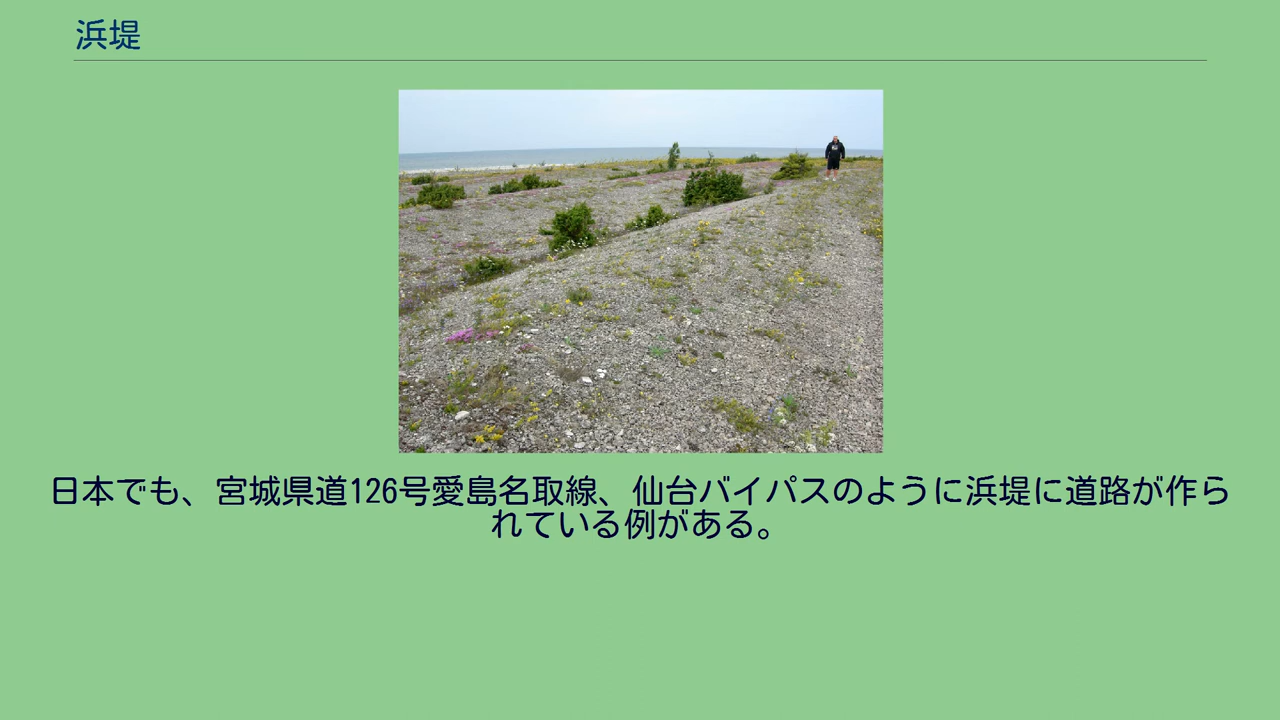 浜堤
日本でも、宮城県道126号愛島名取線、仙台バイパスのように浜堤に道路が作ら
れている例がある。